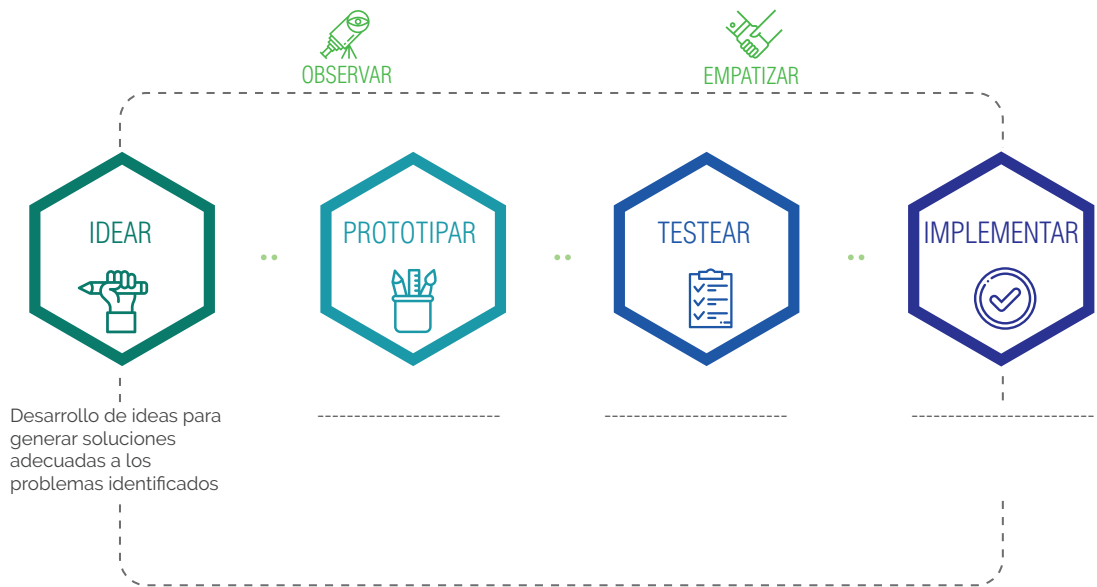 OBSERVAR
EMPATIZAR
IDEAR
PROTOTIPAR
TESTEAR
IMPLEMENTAR
Desarrollo de ideas para
generar soluciones
adecuadas a los
problemas identificados